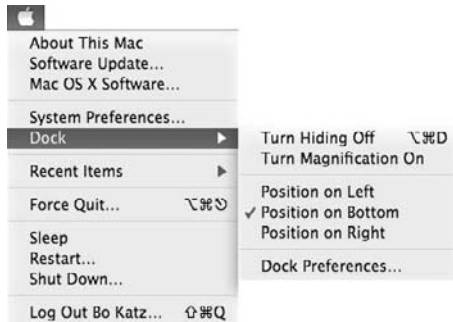 About This Mac
Software Update...
Mac OS X Software...
System Preferences...
Dock ▶
Recent Items ▶
Force Quit... ⌥⌘⎋
Sleep
Restart...
Shut Down...
Log Out Bo Katz... ⇧⌘Q
Turn Hiding Off ⌥⌘D
Turn Magnification On
Position on Left
✓ Position on Bottom
Position on Right
Dock Preferences...